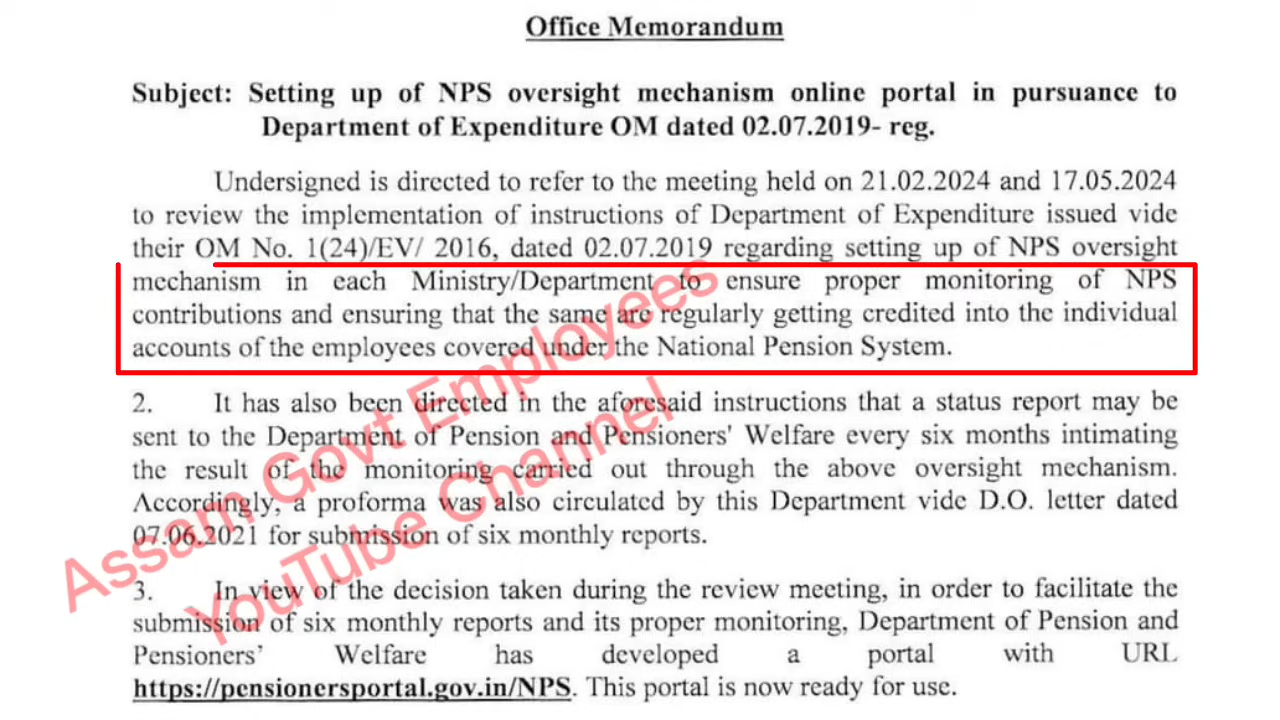 Office Memorandum
Subject: Setting up of NPS oversight mechanism online portal in pursuance to
Department of Expenditure OM dated 02.07.2019- reg.
Undersigned is directed to refer to the meeting held on 21.02.2024 and 17.05.2024
to review the implementation of instructions of Department of Expenditure issued vide
their OM No. 1(24)/EV/ 2016, dated 02.07.2019 regarding setting up of NPS oversight
mechanism in each Ministry/Department to ensure proper monitoring of NPS
contributions and ensuring that the same are regularly getting credited into the individual
accounts of the employees covered under the National Pension System.
2. It has also been directed in the aforesaid instructions that a status report may be
sent to the Department of Pension and Pensioners' Welfare every six months intimating
the result of the monitoring carried out through the above oversight mechanism.
Accordingly, a proforma was also circulated by this Department vide D.O. letter dated
07.06.2021 for submission of six monthly reports.
3. In view of the decision taken during the review meeting, in order to facilitate the
submission of six monthly reports and its proper monitoring, Department of Pension and
Pensioners' Welfare has developed a portal with URL
https://pensionersportal.gov.in/NPS. This portal is now ready for use.
Assam Govt Employees
YouTube Channel